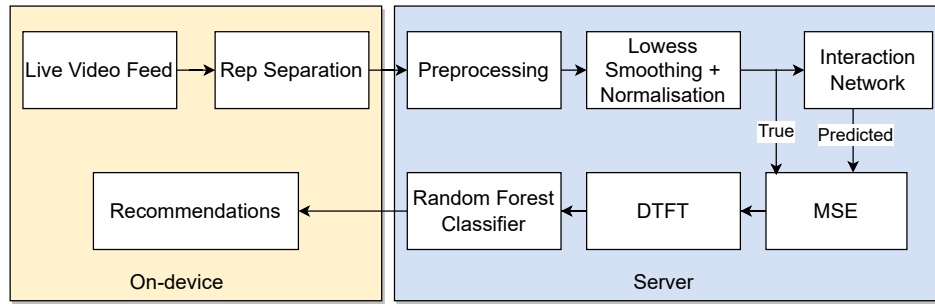 Live Video Feed
Rep Separation
Preprocessing
Lowess
Smoothing +
Normalisation
Interaction
Network
True
Predicted
Recommendations
Random Forest
Classifier
DTFT
MSE
On-device
Server